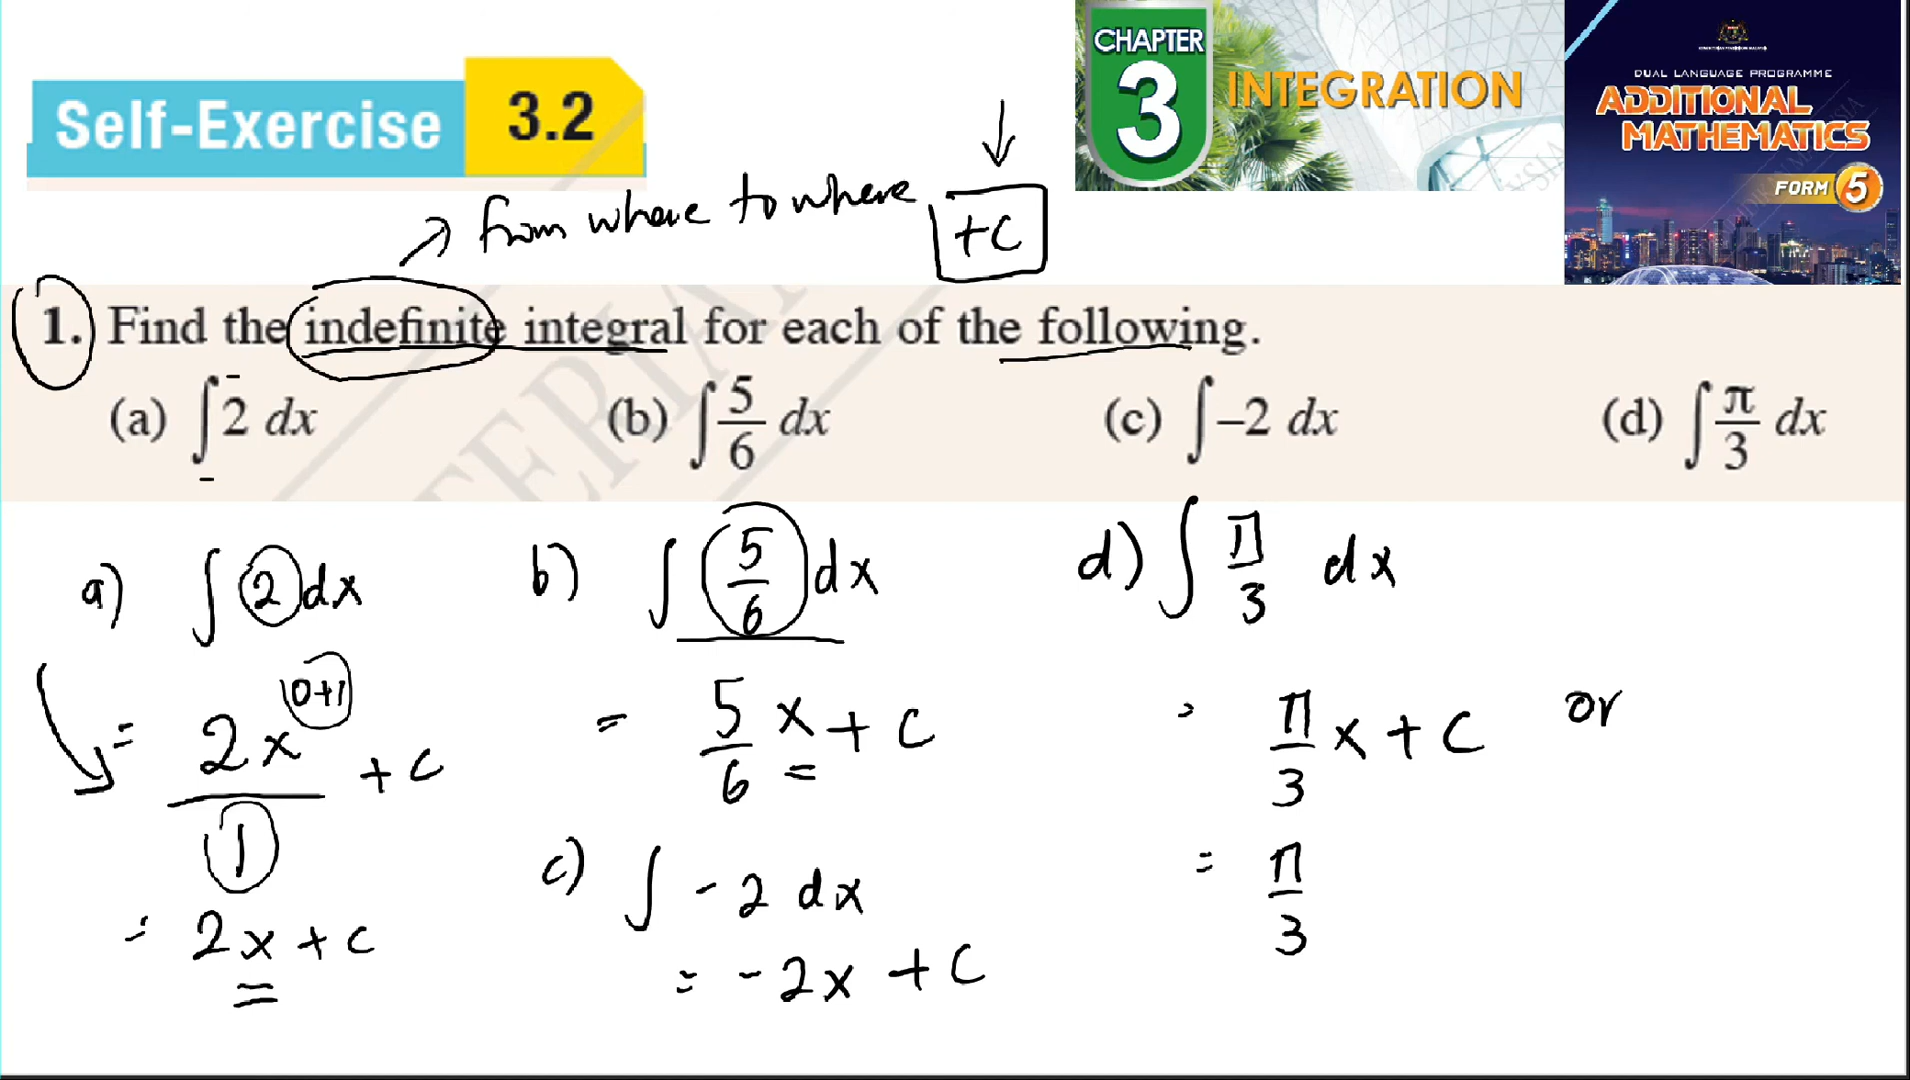 CHAPTER
3
INTEGRATION
DUAL LANGUAGE PROGRAMME
ADDITIONAL
MATHEMATICS
FORM 5
Self-Exercise 3.2
from where to where
+c
1. Find the indefinite integral for each of the following.
(a) ∫2 dx (b) ∫5/6 dx (c) ∫−2 dx (d) ∫π/3 dx
a) ∫ 2 dx
= 2x^(0+1)/1 + c
= 2x + c
b) ∫ 5/6 dx
= 5/6 x + c
c) ∫ -2 dx
= -2x + c
d) ∫ π/3 dx
= π/3 x + c or
= π/3